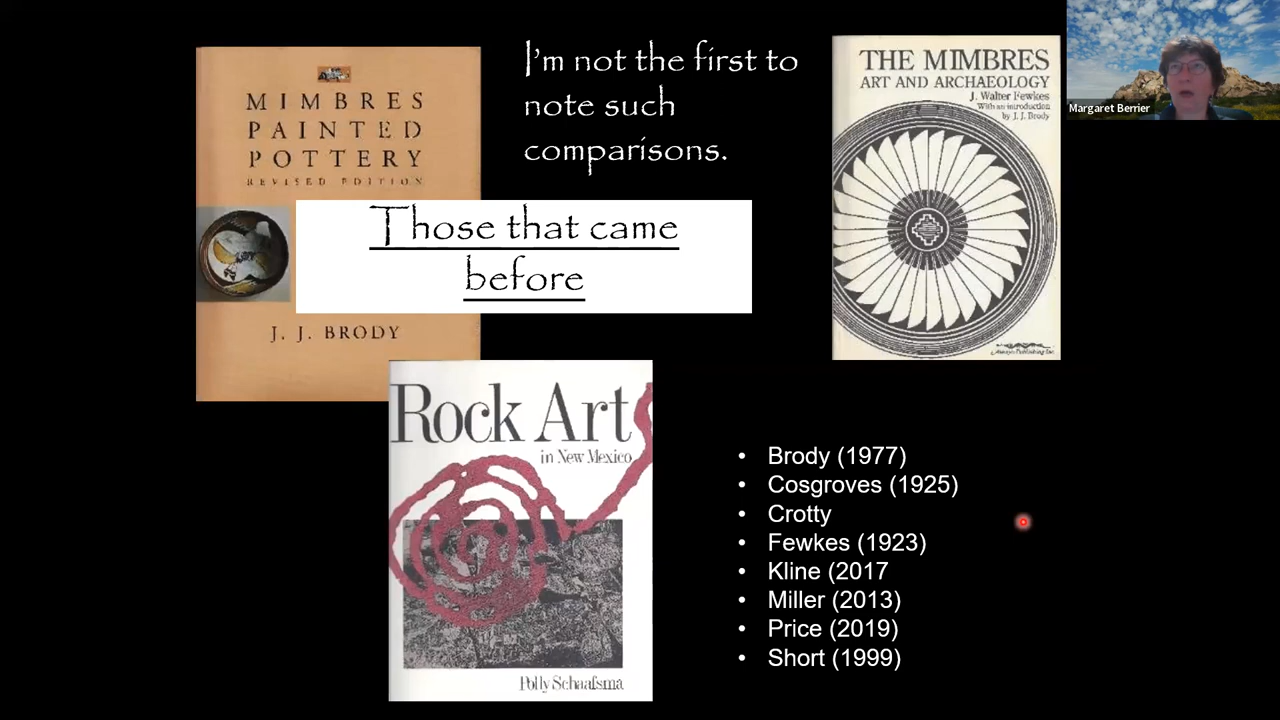 MIMBRES
PAINTED
POTTERY
REVISED EDITION
J. J. BRODY
I'm not the first to
note such
comparisons.
Those that came
before
THE MIMBRES
ART AND ARCHAEOLOGY
J. Walter Fewkes
With an introduction
by J. J. Brody
Margaret Berrier
Rock Art
in New Mexico
Polly Schaafsma
• Brody (1977)
• Cosgroves (1925)
• Crotty
• Fewkes (1923)
• Kline (2017
• Miller (2013)
• Price (2019)
• Short (1999)